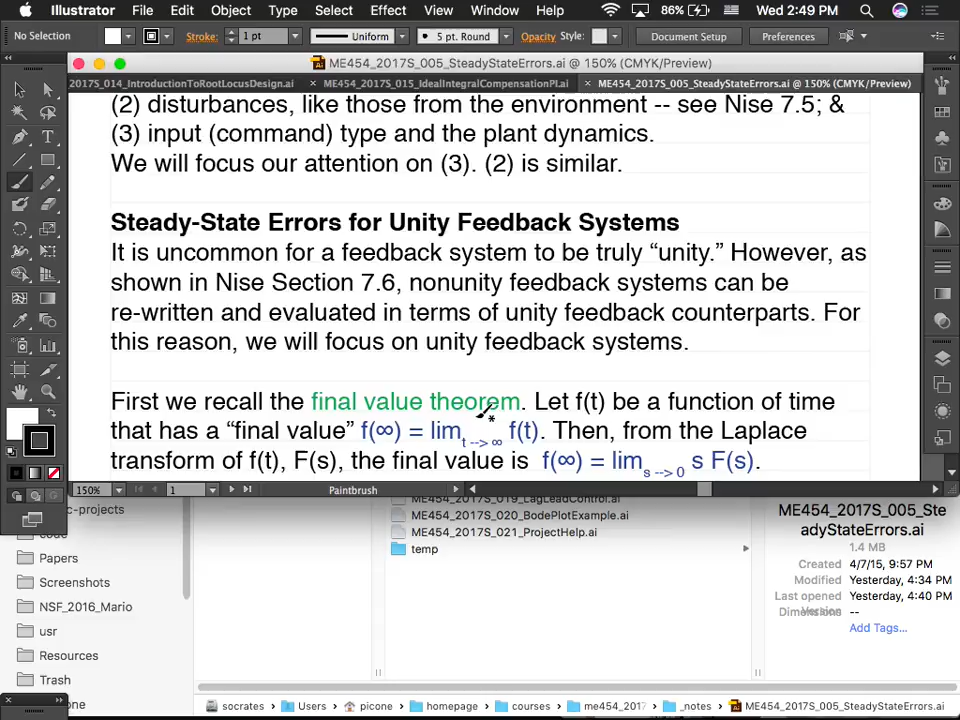 Illustrator File Edit Object Type Select Effect View Window Help 86% Wed 2:49 PM
No Selection Stroke: 1 pt Uniform 5 pt. Round Opacity Style: Document Setup Preferences
ME454_2017S_005_SteadyStateErrors.ai @ 150% (CMYK/Preview)
2017S_014_IntroductionToRootLocusDesign.ai × ME454_2017S_015_IdealIntegralCompensationPI.ai × ME454_2017S_005_SteadyStateErrors.ai @ 150% (CMYK/Preview)
(2) disturbances, like those from the environment -- see Nise 7.5; &
(3) input (command) type and the plant dynamics.
We will focus our attention on (3). (2) is similar.
Steady-State Errors for Unity Feedback Systems
It is uncommon for a feedback system to be truly “unity.” However, as
shown in Nise Section 7.6, nonunity feedback systems can be
re-written and evaluated in terms of unity feedback counterparts. For
this reason, we will focus on unity feedback systems.
First we recall the final value theorem. Let f(t) be a function of time
that has a “final value” f(∞) = lim t --> ∞ f(t). Then, from the Laplace
transform of f(t), F(s), the final value is f(∞) = lim s --> 0 s F(s).
150% 1 Paintbrush
c-projects
code
Papers
Screenshots
NSF_2016_Mario
usr
Resources
Trash
ME454_2017S_019_LagLeadControl.ai
ME454_2017S_020_BodePlotExample.ai
ME454_2017S_021_ProjectHelp.ai
temp
ME454_2017S_005_Ste
adyStateErrors.ai
1.4 MB
Created 4/7/15, 9:57 PM
Modified Yesterday, 4:34 PM
Last opened Yesterday, 4:40 PM
Dimensions --
Add Tags...
socrates Users picone homepage courses me454_201 _notes ME454_2017S_005_SteadyStateErrors.ai